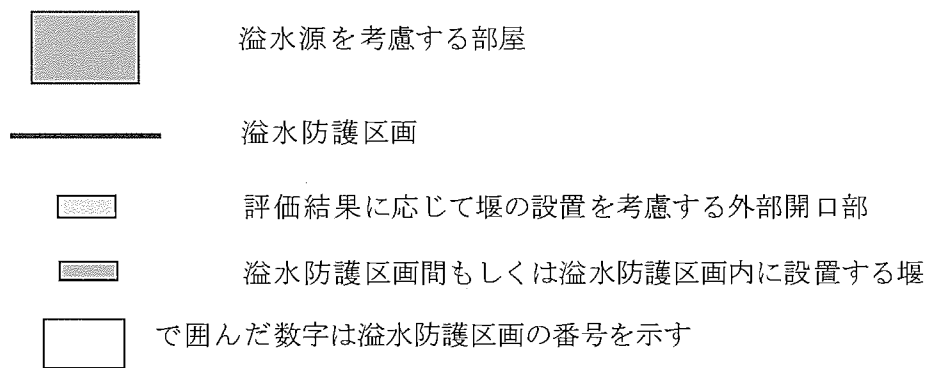 溢水源を考慮する部屋
溢水防護区画
評価結果に応じて堰の設置を考慮する外部開口部
溢水防護区画間もしくは溢水防護区画内に設置する堰
で囲んだ数字は溢水防護区画の番号を示す